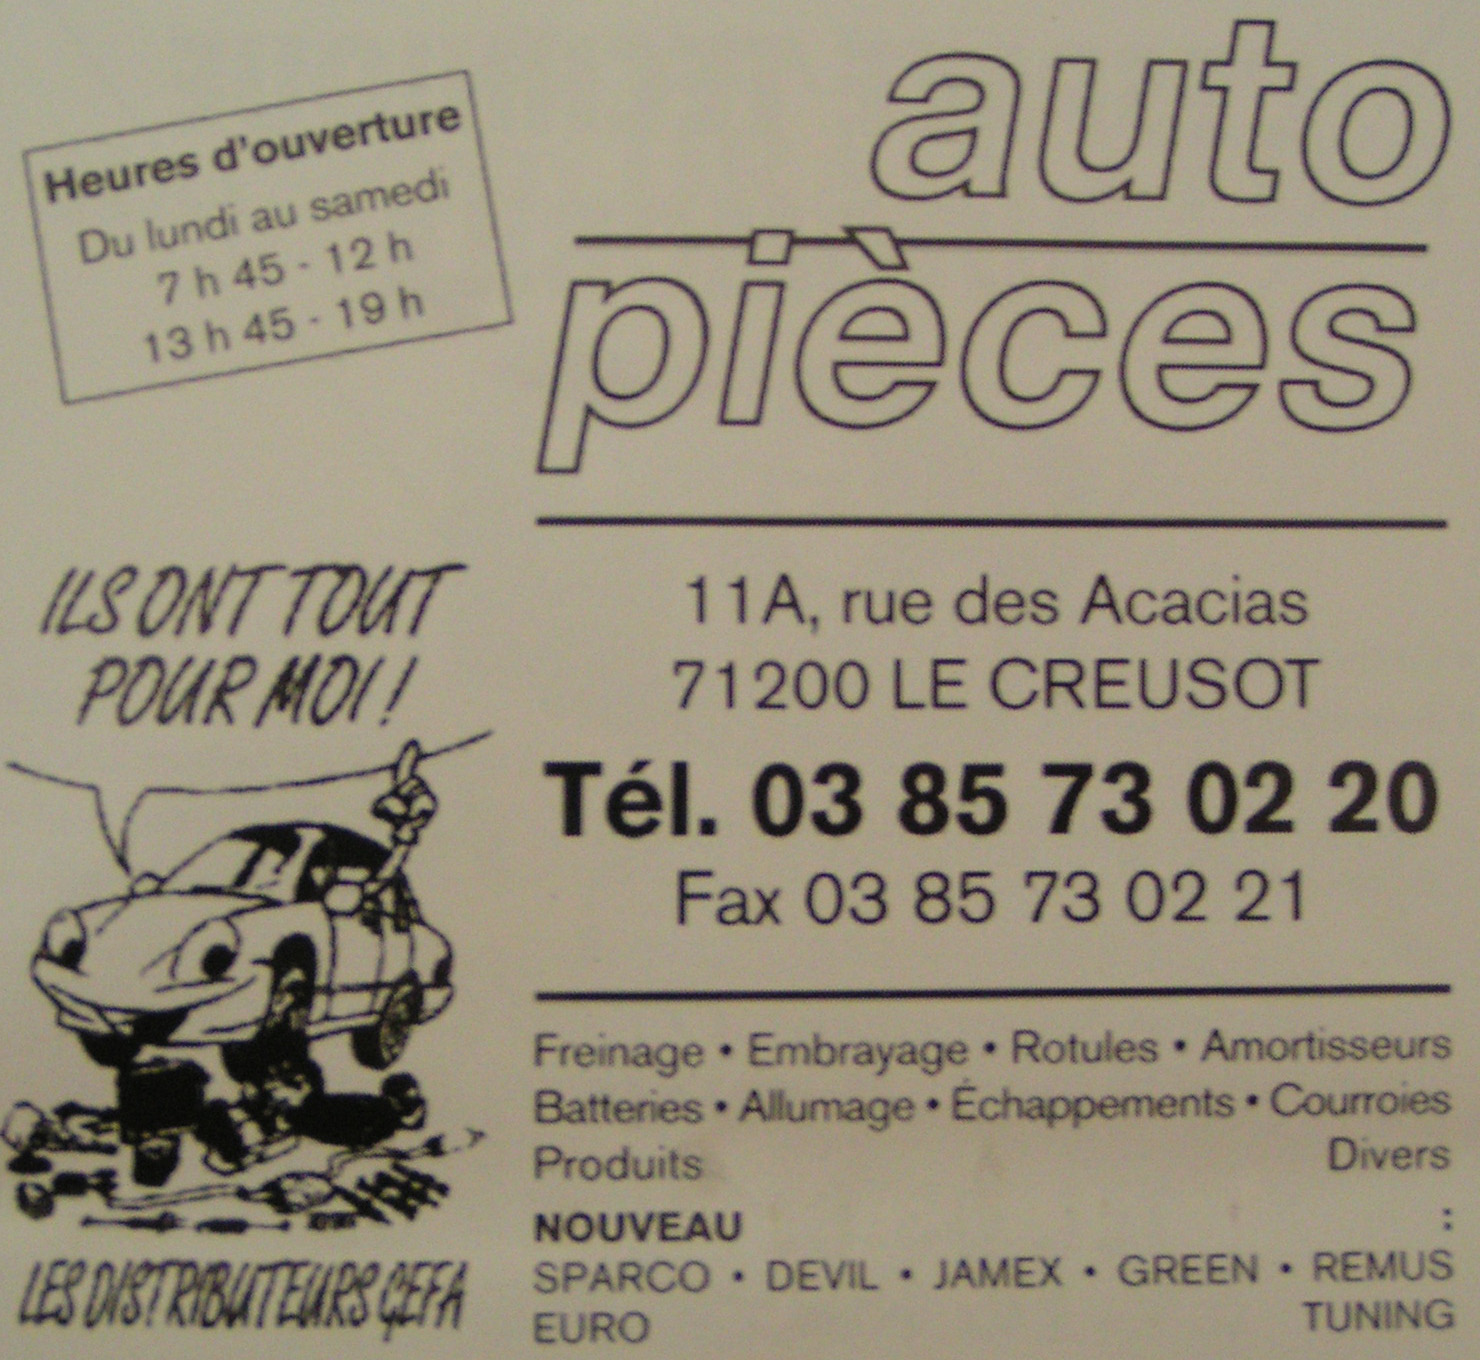 Heures d'ouverture
Du lundi au samedi
7 h 45 - 12 h
13 h 45 - 19 h
auto
pièces
11A, rue des Acacias
71200 LE CREUSOT
Tél. 03 85 73 02 20
Fax 03 85 73 02 21
ILS ONT TOUT
POUR MOI !
LES DISTRIBUTEURS GEFA
Freinage • Embrayage • Rotules • Amortisseurs
Batteries • Allumage • Échappements • Courroies
Produits Divers
NOUVEAU :
SPARCO • DEVIL • JAMEX • GREEN • REMUS
EURO TUNING